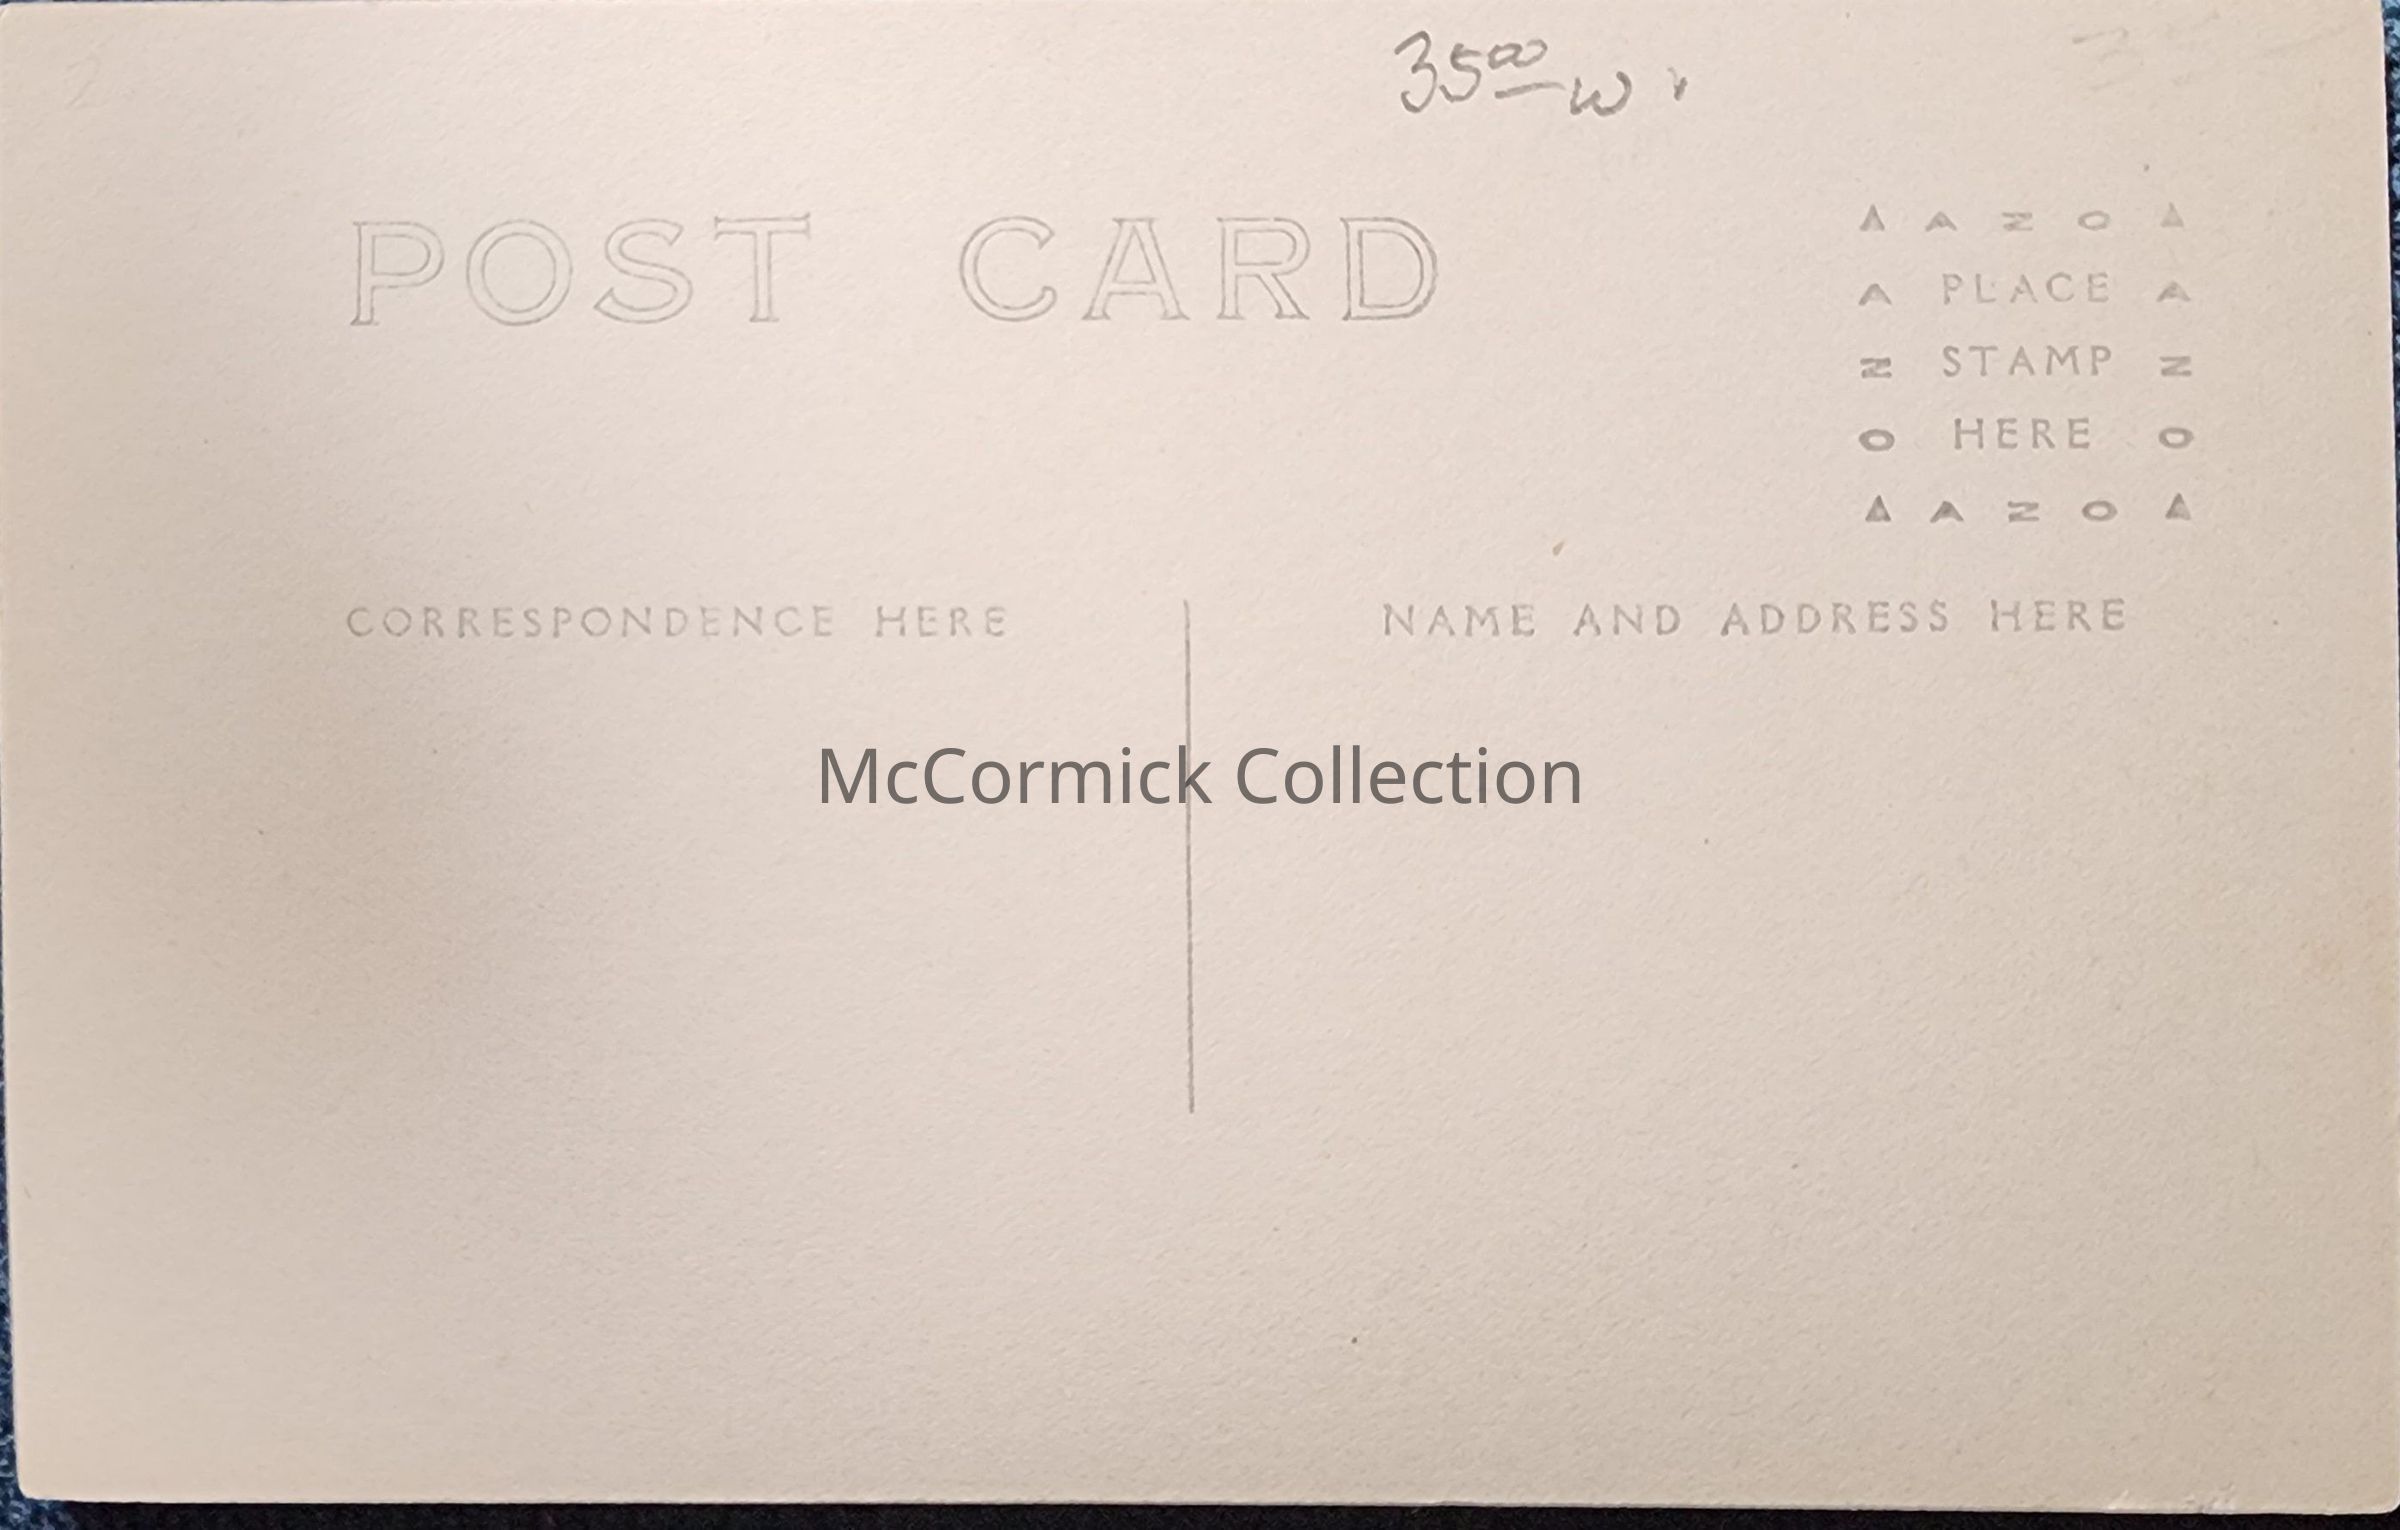 35⁰⁰ w
POST CARD
▲ A Z O ▲
A PLACE A
Z STAMP Z
O HERE O
▲ A Z O ▲
CORRESPONDENCE HERE
NAME AND ADDRESS HERE
McCormick Collection